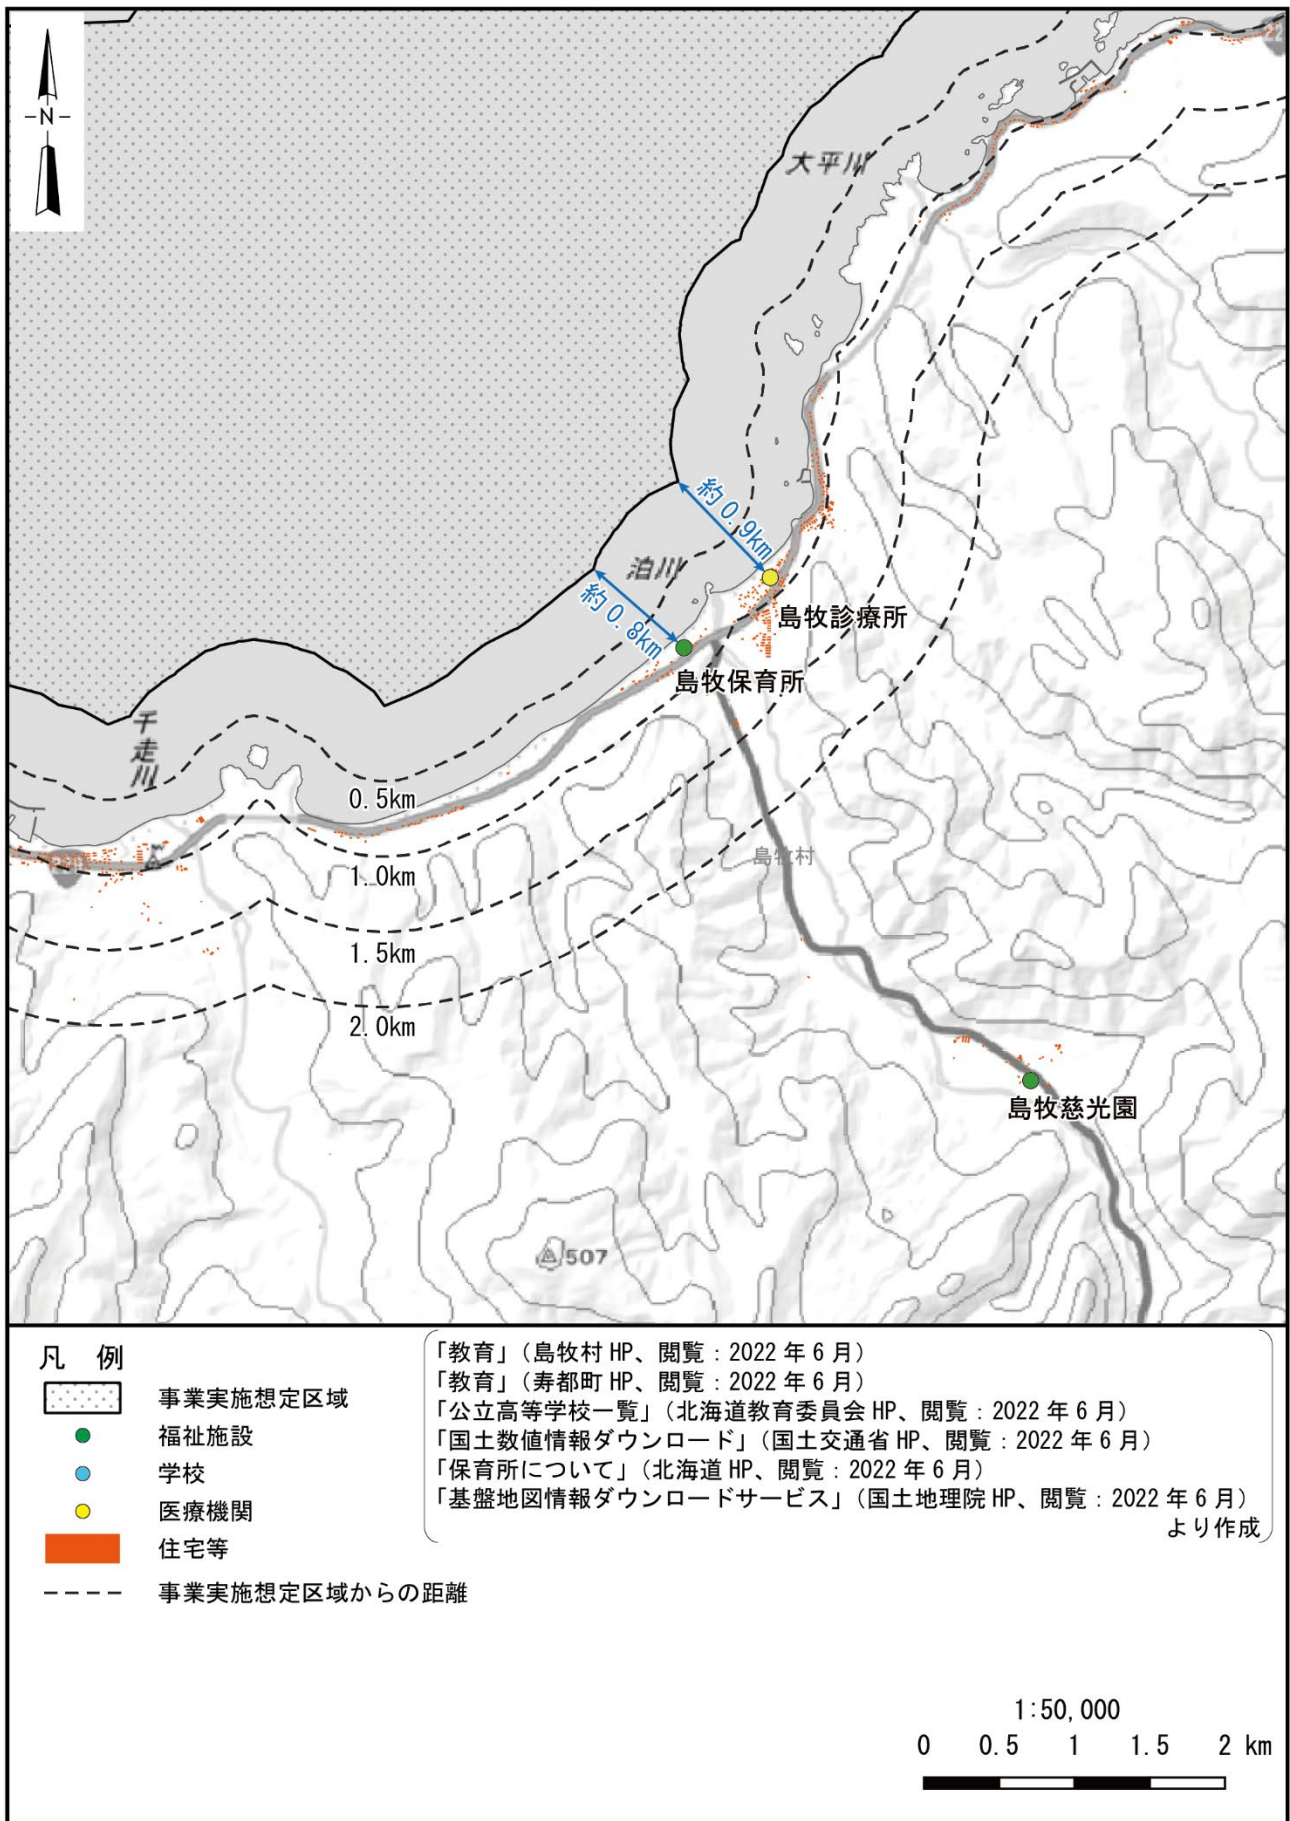 N
大平川
約0.9km
泊川
約0.8km
島牧診療所
島牧保育所
千走川
0.5km
1.0km
島牧村
1.5km
2.0km
島牧慈光園
507
凡 例
事業実施想定区域
福祉施設
学校
医療機関
住宅等
事業実施想定区域からの距離
「教育」（島牧村 HP、閲覧：2022 年 6 月）
「教育」（寿都町 HP、閲覧：2022 年 6 月）
「公立高等学校一覧」（北海道教育委員会 HP、閲覧：2022 年 6 月）
「国土数値情報ダウンロード」（国土交通省 HP、閲覧：2022 年 6 月）
「保育所について」（北海道 HP、閲覧：2022 年 6 月）
「基盤地図情報ダウンロードサービス」（国土地理院 HP、閲覧：2022 年 6 月）
より作成
1:50,000
0 0.5 1 1.5 2 km